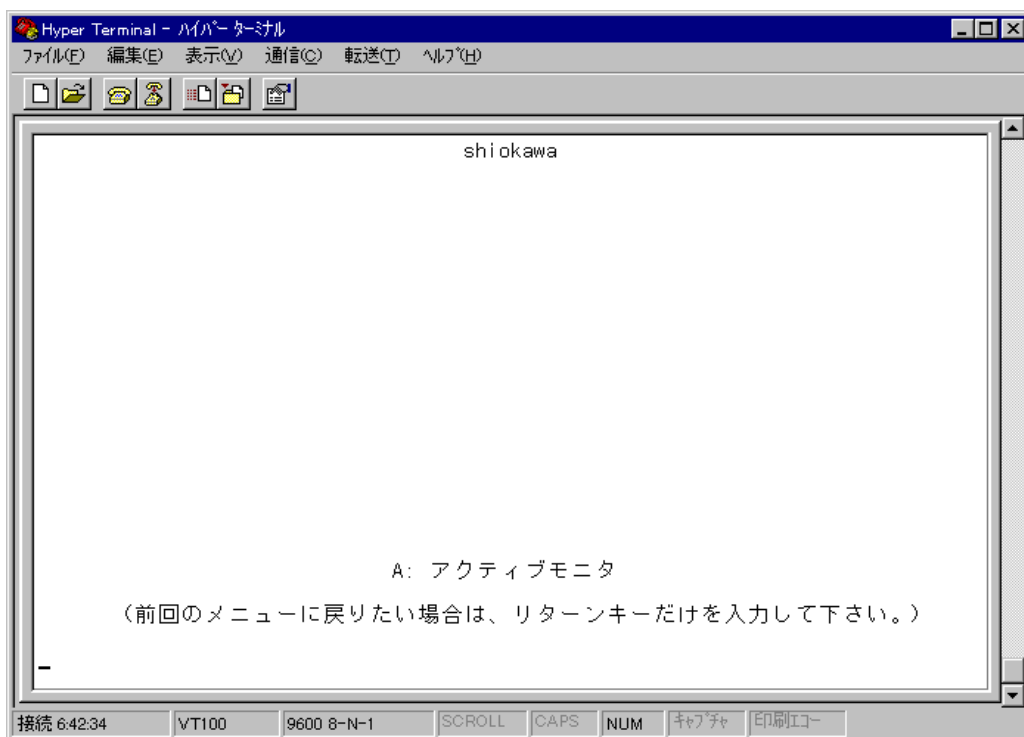 Hyper Terminal - ﾊｲﾊﾟｰ ﾀｰﾐﾅﾙ
ﾌｧｲﾙ(F) 編集(E) 表示(V) 通信(C) 転送(T) ﾍﾙﾌﾟ(H)
shiokawa
A: アクティブモニタ
(前回のメニューに戻りたい場合は、リターンキーだけを入力して下さい。)
接続 6:42:34 VT100 9600 8-N-1 SCROLL CAPS NUM ｷｬﾌﾟﾁｬ 印刷ｴｺｰ